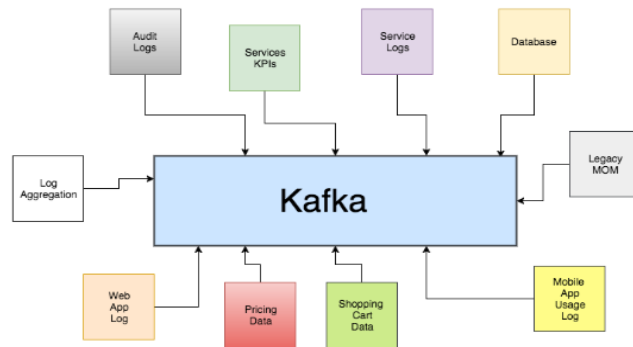 Audit
Logs
Services
KPIs
Service
Logs
Database
Log
Aggregation
Kafka
Legacy
MOM
Web
App
Log
Pricing
Data
Shopping
Cart
Data
Mobile
App
Usage
Log